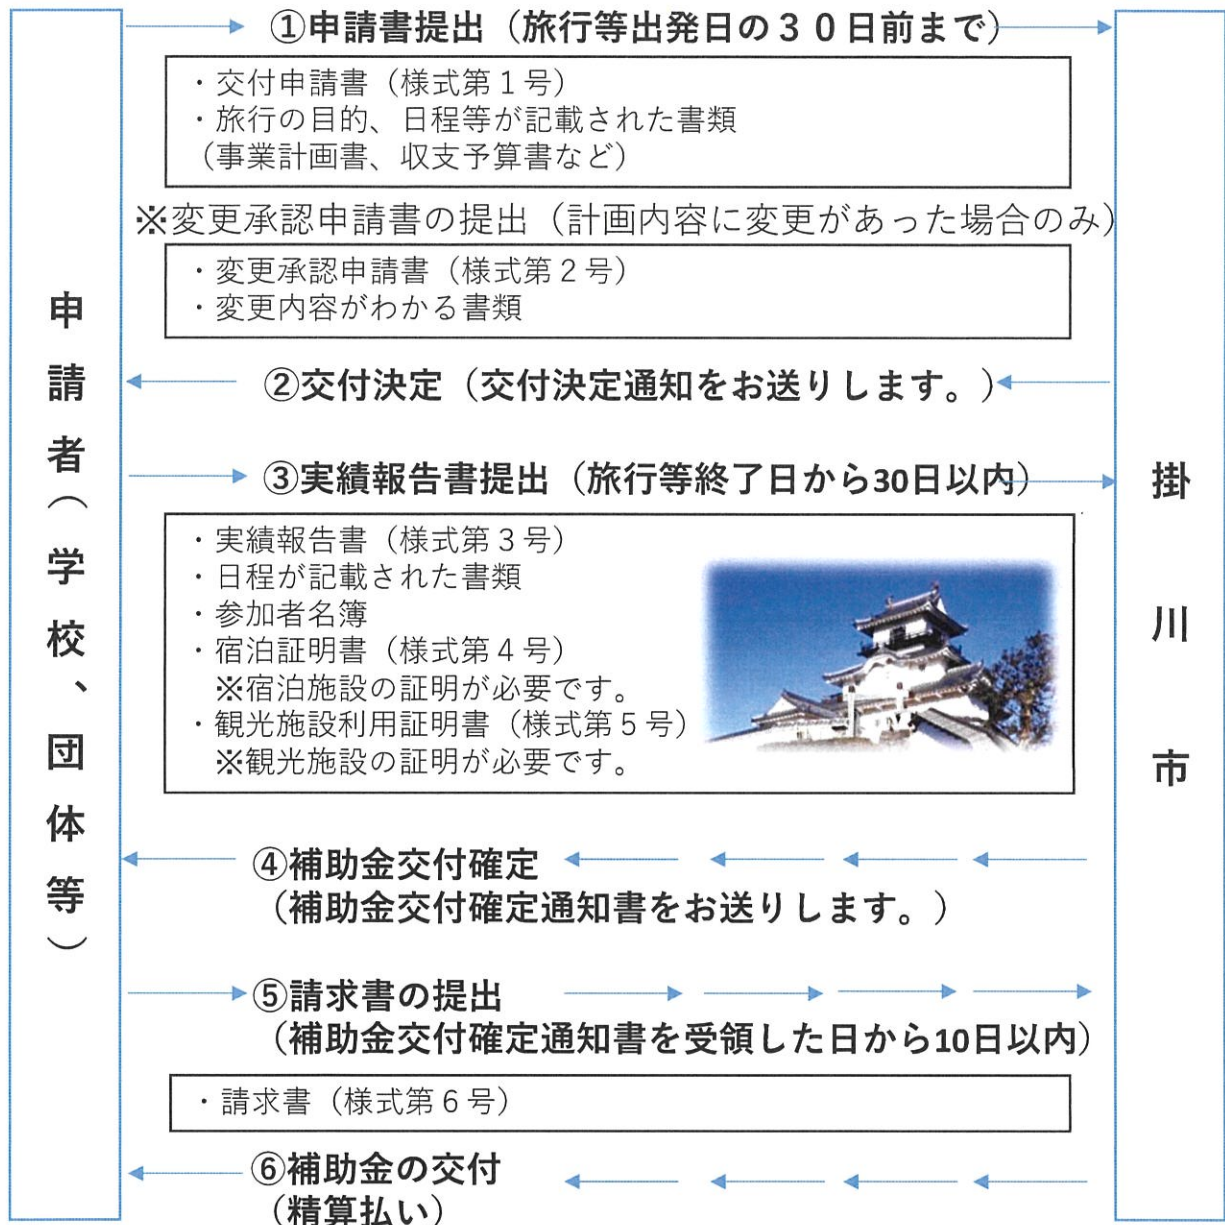 ①申請書提出（旅行等出発日の３０日前まで）
・交付申請書（様式第１号）
・旅行の目的、日程等が記載された書類
（事業計画書、収支予算書など）
※変更承認申請書の提出（計画内容に変更があった場合のみ）
・変更承認申請書（様式第２号）
・変更内容がわかる書類
②交付決定（交付決定通知をお送りします。）
③実績報告書提出（旅行等終了日から30日以内）
・実績報告書（様式第３号）
・日程が記載された書類
・参加者名簿
・宿泊証明書（様式第４号）
※宿泊施設の証明が必要です。
・観光施設利用証明書（様式第５号）
※観光施設の証明が必要です。
④補助金交付確定
（補助金交付確定通知書をお送りします。）
⑤請求書の提出
（補助金交付確定通知書を受領した日から10日以内）
・請求書（様式第６号）
⑥補助金の交付
（精算払い）
申請者（学校、団体等）
掛川市